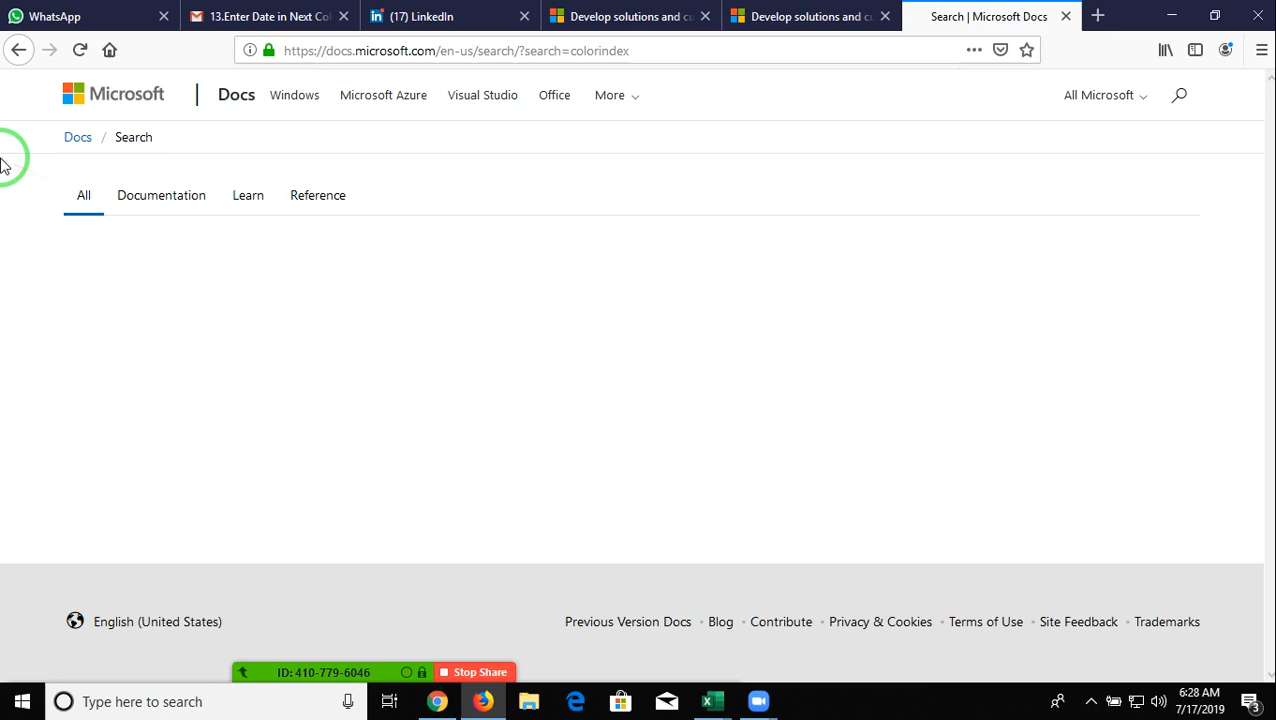 WhatsApp
13.Enter Date in Next Co
(17) LinkedIn
Develop solutions and cu
Develop solutions and cu
Search | Microsoft Docs
https://docs.microsoft.com/en-us/search/?search=colorindex
Microsoft
Docs Windows Microsoft Azure Visual Studio Office More
All Microsoft
Docs / Search
All Documentation Learn Reference
English (United States)
Previous Version Docs • Blog • Contribute • Privacy & Cookies • Terms of Use • Site Feedback • Trademarks
ID: 410-779-6046 Stop Share
Type here to search
6:28 AM
7/17/2019
3